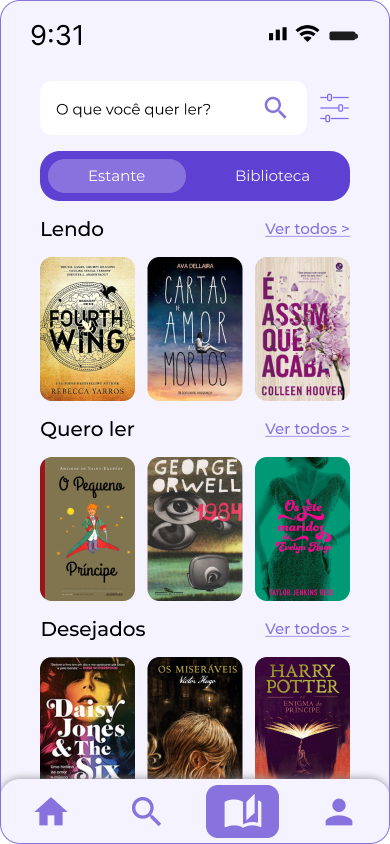 9:31
O que você quer ler?
Estante
Biblioteca
Lendo
Ver todos >
FOURTH
WING
REBECCA YARROS
AVA DELLAIRA
CARTAS
DE
AMOR
AOS
MORTOS
É
ASSIM
QUE
ACABA
COLLEEN HOOVER
Quero ler
Ver todos >
O Pequeno
Príncipe
GEORGE
ORWELL
1984
Os sete
maridos
de
Evelyn Hugo
TAYLOR JENKINS REID
Desejados
Ver todos >
Daisy
Jones
& The
Six
OS MISERÁVEIS
Victor Hugo
HARRY
POTTER
E O
ENIGMA do
PRÍNCIPE